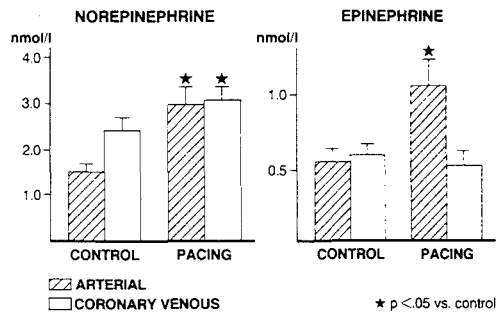 NOREPINEPHRINE
nmol/l
4.0
3.0
2.0
1.0
★ ★
CONTROL PACING
EPINEPHRINE
nmol/l
1.0
0.5
★
CONTROL PACING
ARTERIAL
CORONARY VENOUS
★ p <.05 vs. control